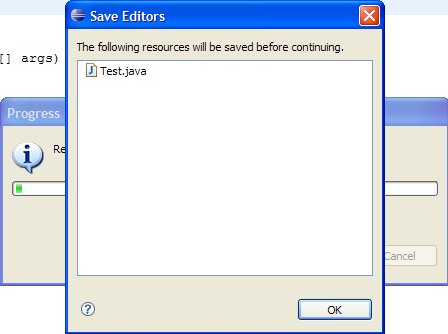 Save Editors
The following resources will be saved before continuing.
[] args)
Test.java
Progress
Re
Cancel
OK